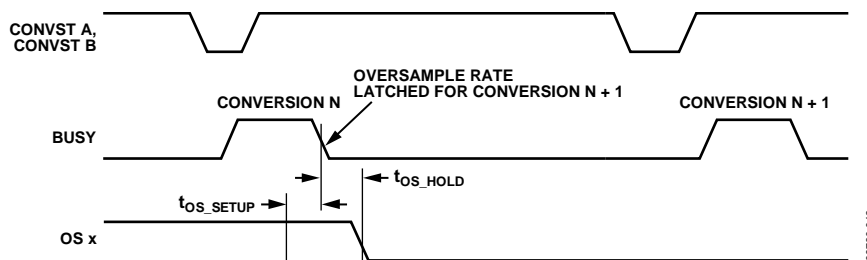 CONVST A,
CONVST B
OVERSAMPLE RATE
LATCHED FOR CONVERSION N + 1
CONVERSION N
CONVERSION N + 1
BUSY
tOS_HOLD
tOS_SETUP
OS x